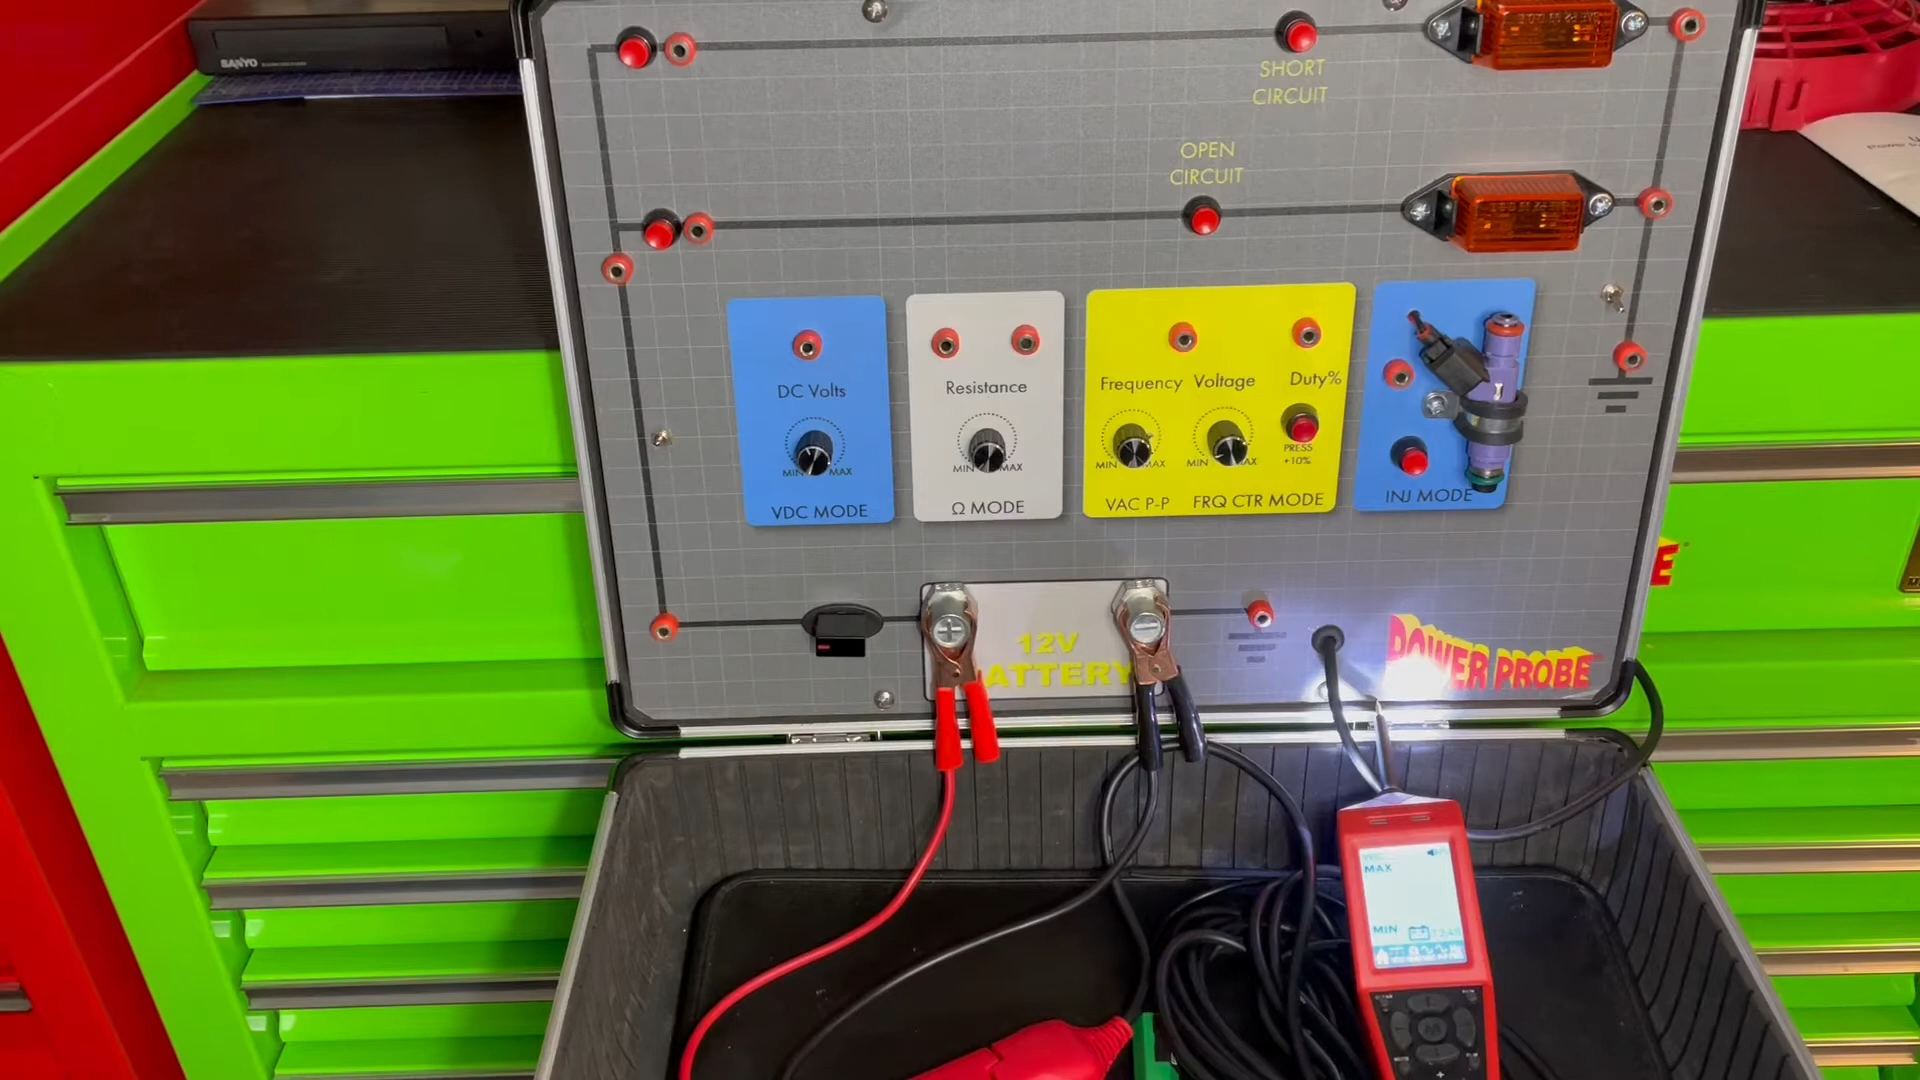 SANYO
SHORT
CIRCUIT
OPEN
CIRCUIT
DC Volts
MIN MAX
VDC MODE
Resistance
MIN MAX
Ω MODE
Frequency Voltage Duty%
MIN MAX MIN MAX
PRESS
+10%
VAC P-P FRQ CTR MODE
INJ MODE
12V
BATTERY
POWER PROBE
E
MAX
MIN